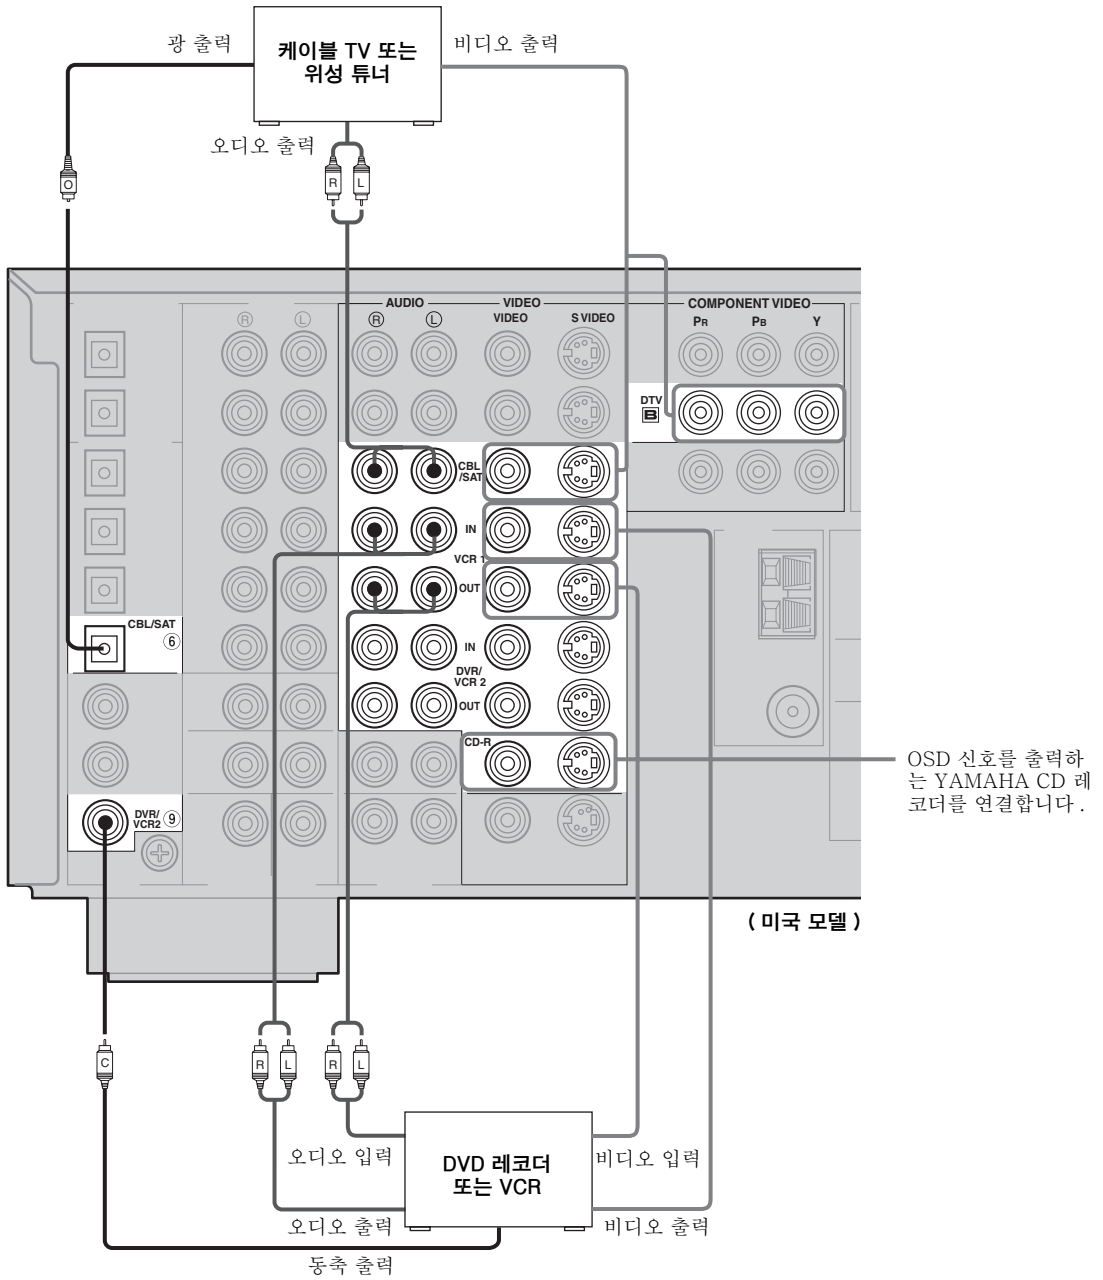 광 출력
케이블 TV 또는
위성 튜너
비디오 출력
오디오 출력
O
R
L
AUDIO
VIDEO
COMPONENT VIDEO
R
L
R
L
VIDEO
S VIDEO
PR
PB
Y
DTV
B
CBL
/SAT
IN
VCR 1
OUT
CBL/SAT
⑥
IN
DVR/
VCR 2
OUT
CD-R
OSD 신호를 출력하
는 YAMAHA CD 레
코더를 연결합니다 .
DVR/
VCR2
⑨
( 미국 모델 )
C
R
L
R
L
오디오 입력
DVD 레코더
또는 VCR
비디오 입력
오디오 출력
비디오 출력
동축 출력